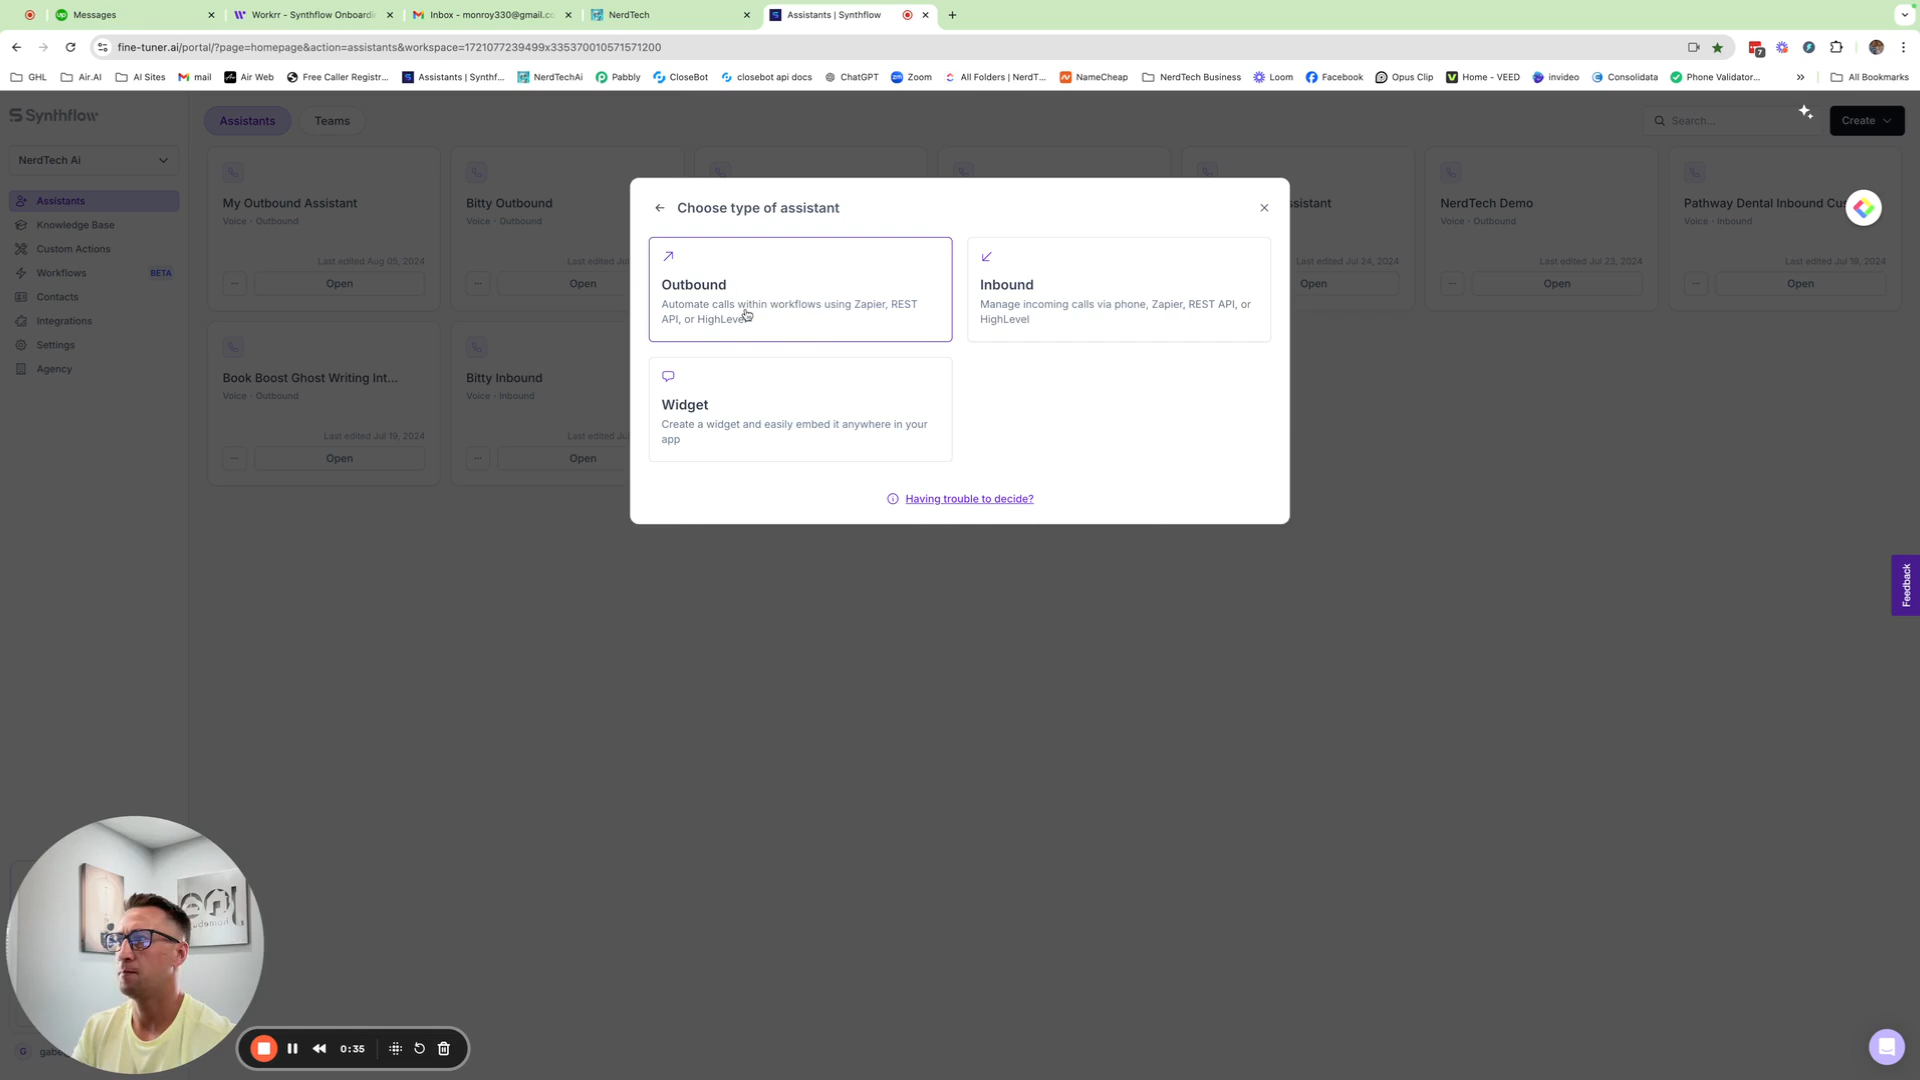 Messages
Workrr - Synthflow Onboardi
Inbox - monroy330@gmail.co
NerdTech
Assistants | Synthflow
fine-tuner.ai/portal/?page=homepage&action=assistants&workspace=1721077239499x335370010571571200
7
GHL
Air.AI
AI Sites
mail
Air Web
Free Caller Registr...
Assistants | Synthf...
NerdTechAi
Pabbly
CloseBot
closebot api docs
ChatGPT
Zoom
All Folders | NerdT...
NameCheap
NerdTech Business
Loom
Facebook
Opus Clip
Home - VEED
invideo
Consolidata
Phone Validator...
All Bookmarks
Synthflow
Assistants
Teams
Search...
Create
NerdTech Ai
Assistants
Knowledge Base
Custom Actions
Workflows
BETA
Contacts
Integrations
Settings
Agency
My Outbound Assistant
Voice - Outbound
Last edited Aug 05, 2024
Open
Bitty Outbound
Voice - Outbound
Last edited Jul
Open
ssistant
Last edited Jul 24, 2024
Open
NerdTech Demo
Voice - Outbound
Last edited Jul 23, 2024
Open
Pathway Dental Inbound Cu
Voice - Inbound
Last edited Jul 19, 2024
Open
Book Boost Ghost Writing Int...
Voice - Outbound
Last edited Jul 19, 2024
Open
Bitty Inbound
Voice - Inbound
Last edited Ju
Open
Choose type of assistant
Outbound
Automate calls within workflows using Zapier, REST
API, or HighLevel
Inbound
Manage incoming calls via phone, Zapier, REST API, or
HighLevel
Widget
Create a widget and easily embed it anywhere in your
app
Having trouble to decide?
Feedback
G
gabe
0:35